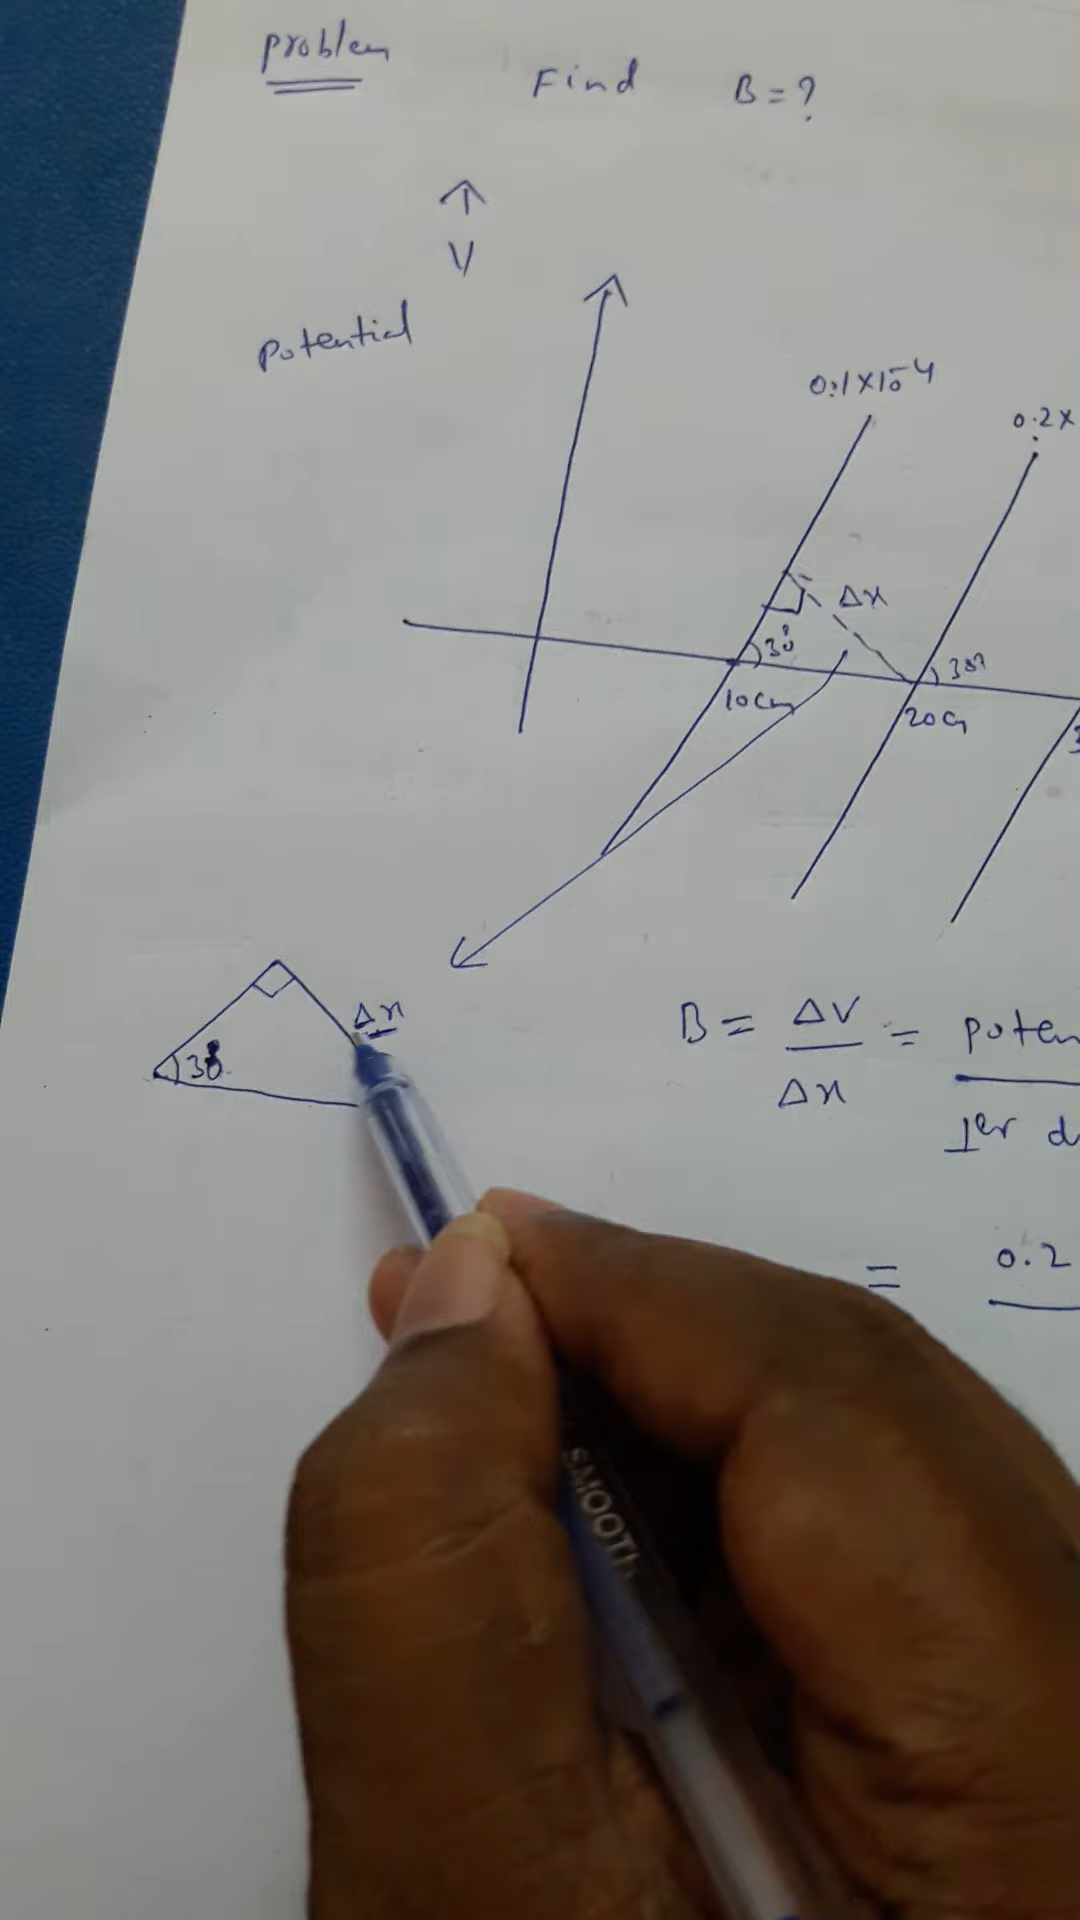 problem
Find B = ?
↑
V
potential
0.1×10⁻⁴
0.2×
Δx
30°
30°
10cm
20cm
Δx
30°
B = ΔV / Δx = poten
⊥er d
= 0.2
SMOOTh